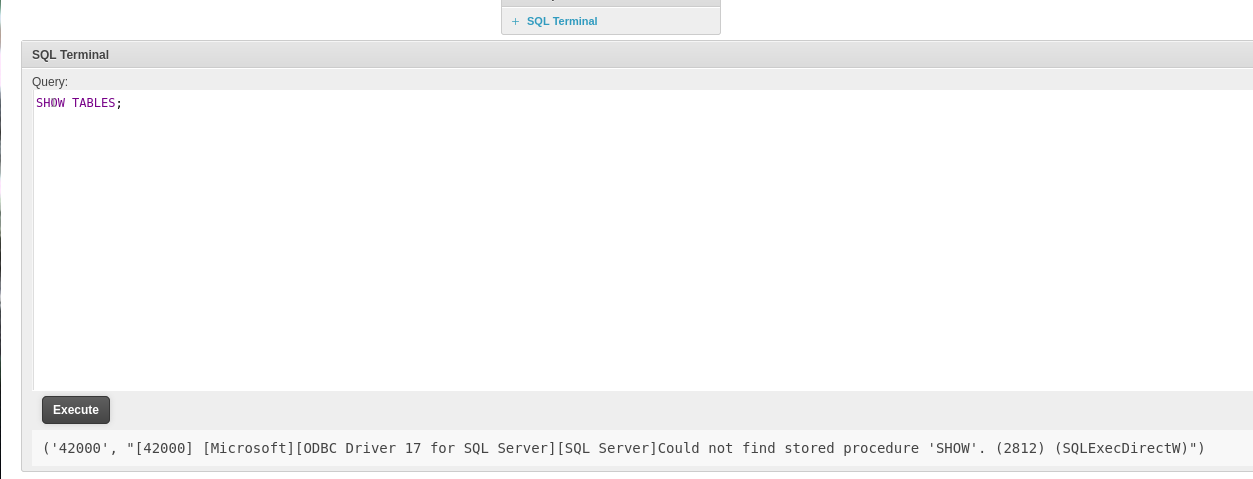 + SQL Terminal
SQL Terminal
Query:
SHOW TABLES;
Execute
('42000', "[42000] [Microsoft][ODBC Driver 17 for SQL Server][SQL Server]Could not find stored procedure 'SHOW'. (2812) (SQLExecDirectW)")